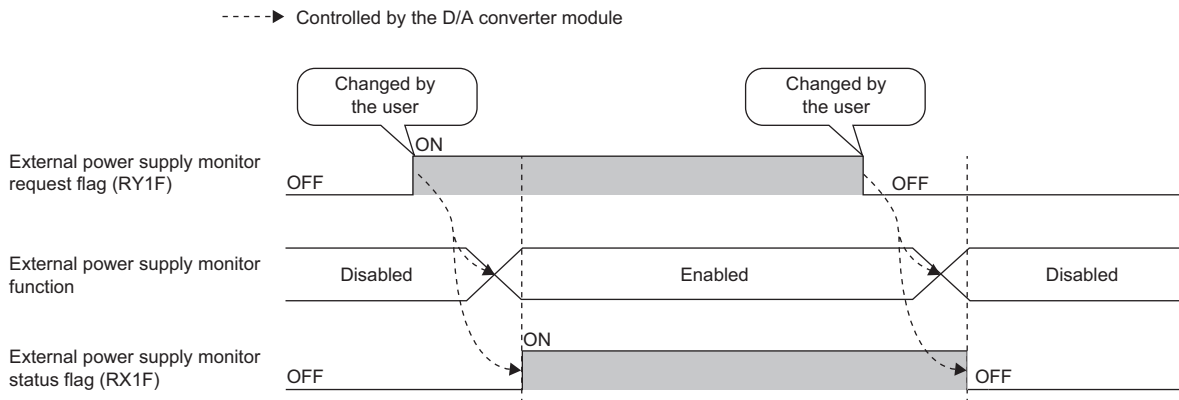 Controlled by the D/A converter module
Changed by
the user
Changed by
the user
External power supply monitor
request flag (RY1F)
OFF
ON
OFF
External power supply monitor
function
Disabled
Enabled
Disabled
External power supply monitor
status flag (RX1F)
OFF
ON
OFF